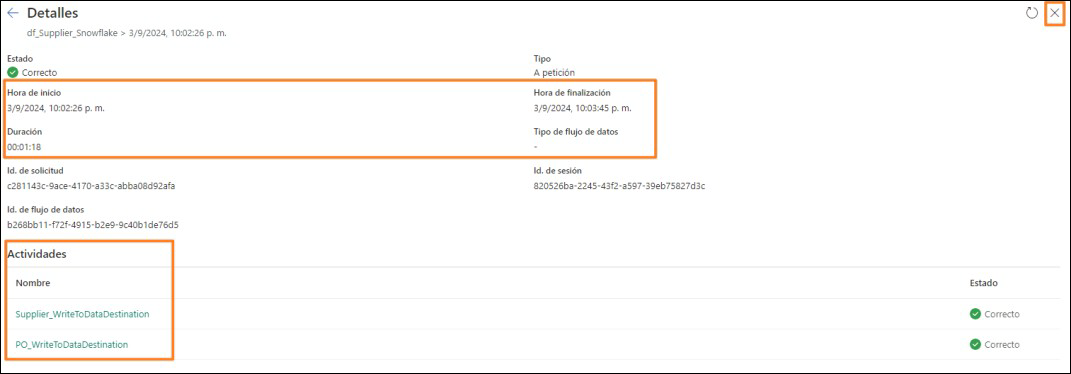 Detalles
df_Supplier_Snowflake > 3/9/2024, 10:02:26 p. m.
Estado
Correcto
Tipo
A petición
Hora de inicio
3/9/2024, 10:02:26 p. m.
Hora de finalización
3/9/2024, 10:03:45 p. m.
Duración
00:01:18
Tipo de flujo de datos
-
Id. de solicitud
c281143c-9ace-4170-a33c-abba08d92afa
Id. de sesión
820526ba-2245-43f2-a597-39eb75827d3c
Id. de flujo de datos
b268bb11-f72f-4915-b2e9-9c40b1de76d5
Actividades
Nombre
Estado
Supplier_WriteToDataDestination
Correcto
PO_WriteToDataDestination
Correcto